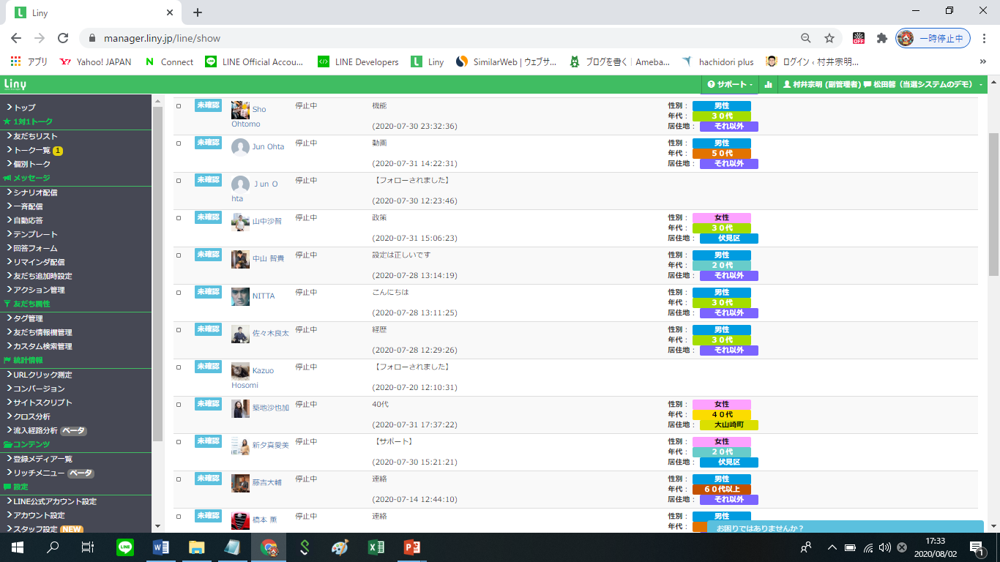 Liny
manager.liny.jp/line/show
OFF
一時停止中
アプリ Yahoo! JAPAN Connect LINE Official Accou... LINE Developers Liny SimilarWeb | ウェブサ... ブログを書く | Ameba... hachidori plus ログイン ‹ 村井宗明...
Liny
サポート 村井宗明 (副管理者) 松田馨（当選システムのデモ）
トップ
1対1トーク
友だちリスト
トーク一覧 1
個別トーク
メッセージ
シナリオ配信
一斉配信
自動応答
テンプレート
回答フォーム
リマインダ配信
友だち追加時設定
アクション管理
友だち属性
タグ管理
友だち情報欄管理
カスタム検索管理
統計情報
URLクリック測定
コンバージョン
サイトスクリプト
クロス分析
流入経路分析 ベータ
コンテンツ
登録メディア一覧
リッチメニュー ベータ
設定
LINE公式アカウント設定
アカウント設定
スタッフ設定 NEW
未確認 Sho Ohtomo 停止中 機能 性別： 男性
年代： ３０代
(2020-07-30 23:32:36) 居住地： それ以外
未確認 Jun Ohta 停止中 動画 性別： 男性
年代： ５０代
(2020-07-31 14:22:31) 居住地： それ以外
未確認 Ｊun Ｏhta 停止中 【フォローされました】
(2020-07-30 12:23:46)
未確認 山中沙智 停止中 政策 性別： 女性
年代： ３０代
(2020-07-31 15:06:23) 居住地： 伏見区
未確認 中山 智貴 停止中 設定は正しいです 性別： 男性
年代： ２０代
(2020-07-28 13:14:19) 居住地： それ以外
未確認 NITTA 停止中 こんにちは 性別： 男性
年代： ３０代
(2020-07-28 13:11:25) 居住地： それ以外
未確認 佐々木良太 停止中 経歴 性別： 男性
年代： ３０代
(2020-07-28 12:29:26) 居住地： それ以外
未確認 Kazuo Hosomi 停止中 【フォローされました】
(2020-07-20 12:10:31)
未確認 築地沙也加 停止中 40代 性別： 女性
年代： ４０代
(2020-07-31 17:37:22) 居住地： 大山崎町
未確認 新夕真愛美 停止中 【サポート】 性別： 女性
年代： ２０代
(2020-07-30 15:21:21) 居住地： 伏見区
未確認 藤吉大輔 停止中 連絡 性別： 男性
年代： ６０代以上
(2020-07-14 12:44:10) 居住地： それ以外
未確認 橋本 薫 停止中 連絡 性別： 男性
年代：
お困りではありませんか？
17:33
2020/08/02
1